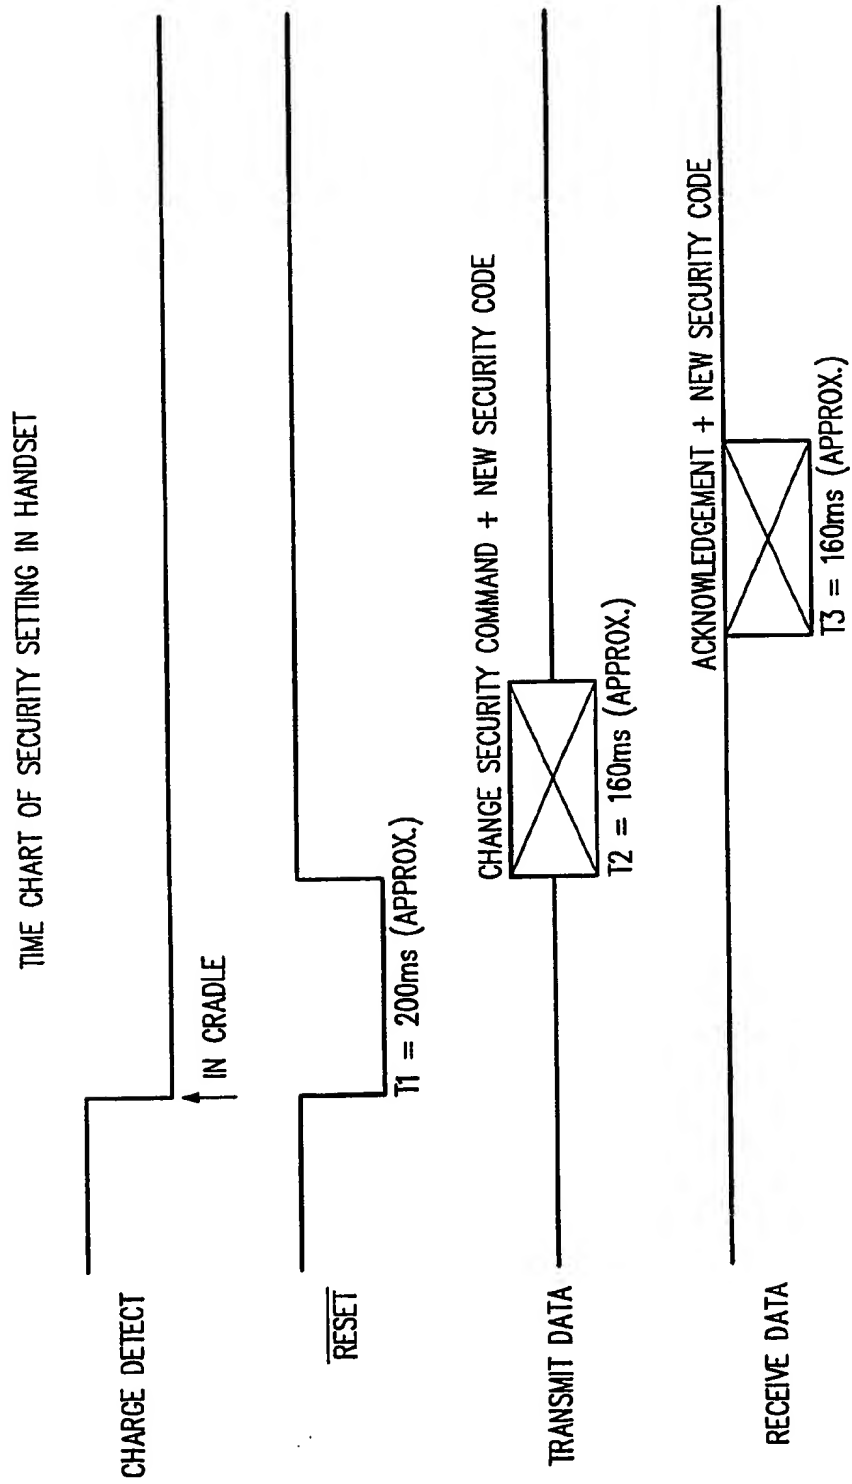 TIME CHART OF SECURITY SETTING IN HANDSET
CHARGE DETECT
IN CRADLE
RESET
T1 = 200ms (APPROX.)
CHANGE SECURITY COMMAND + NEW SECURITY CODE
TRANSMIT DATA
T2 = 160ms (APPROX.)
ACKNOWLEDGEMENT + NEW SECURITY CODE
RECEIVE DATA
T3 = 160ms (APPROX.)